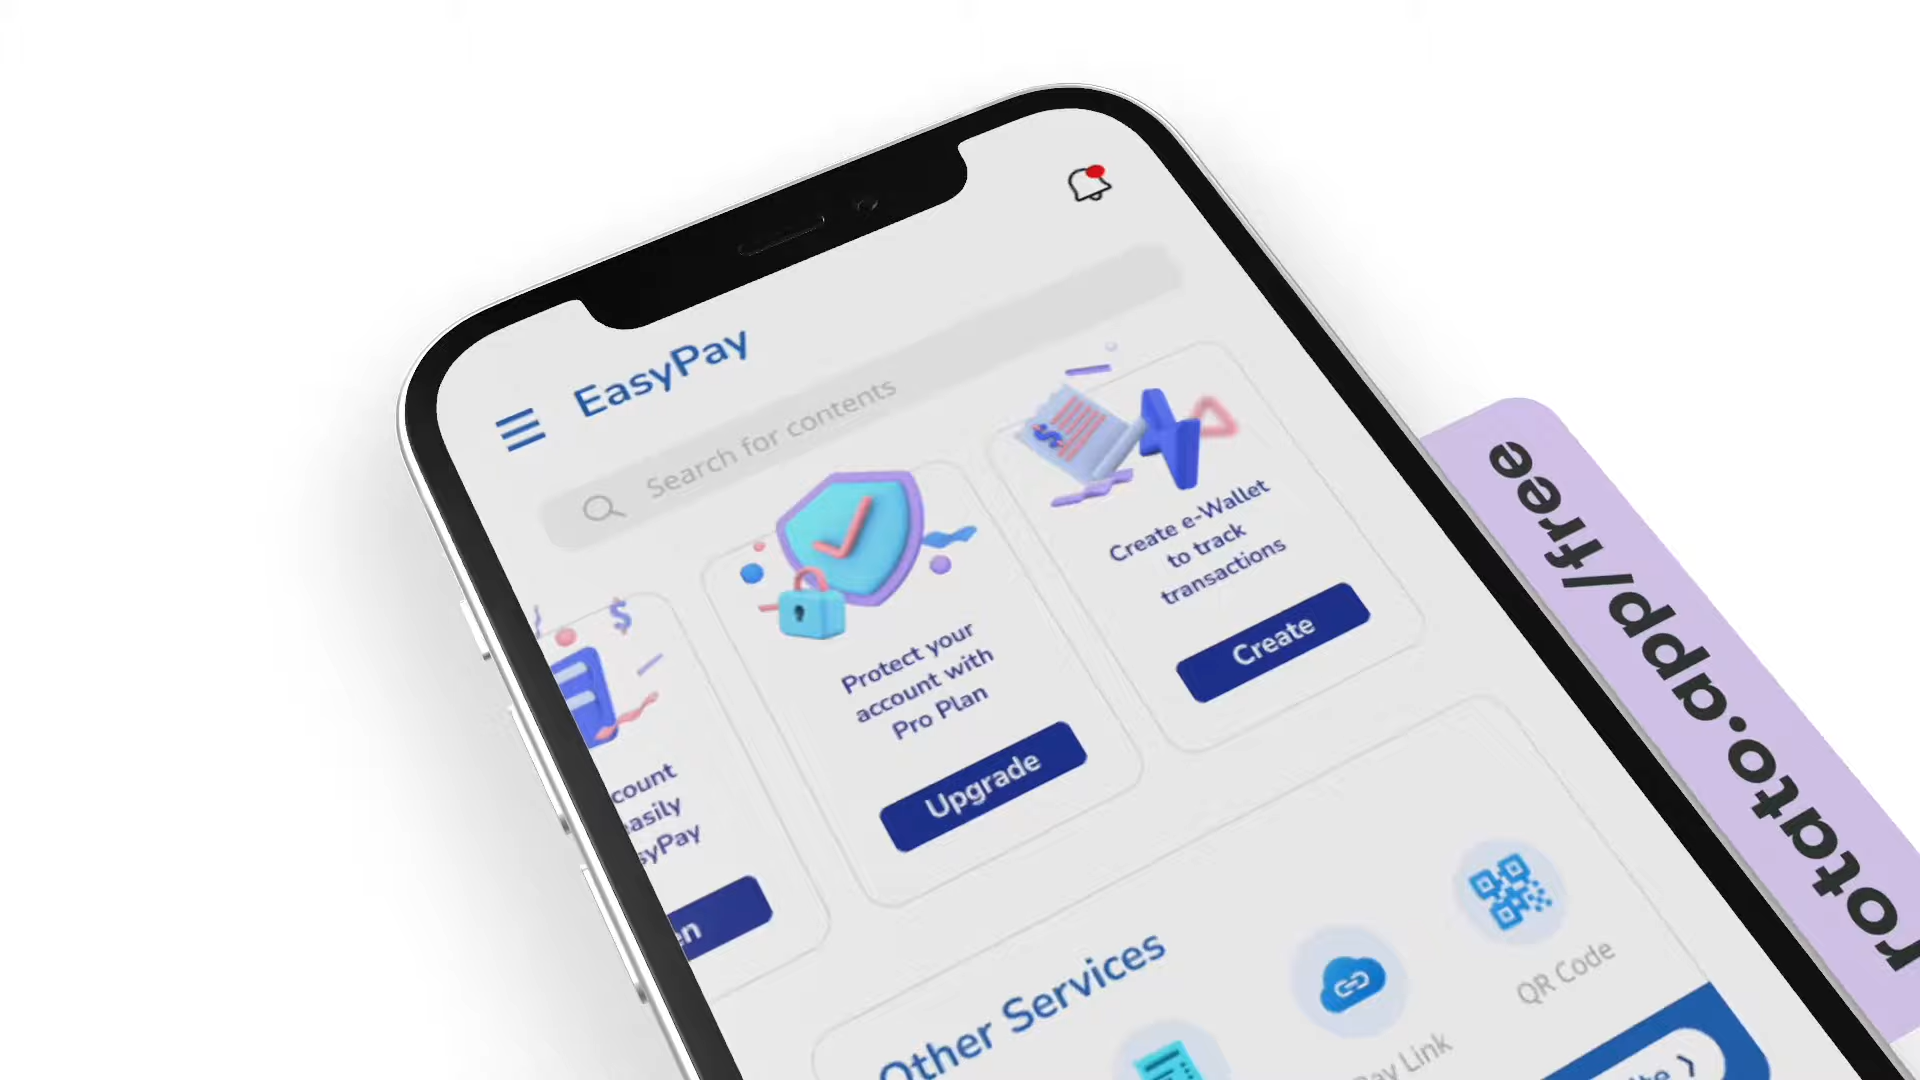 EasyPay
Search for contents
Create e-Wallet
to track
transactions
Create
Protect your
account with
Pro Plan
Upgrade
Other Services
QR Code
Link
rotato.app/free